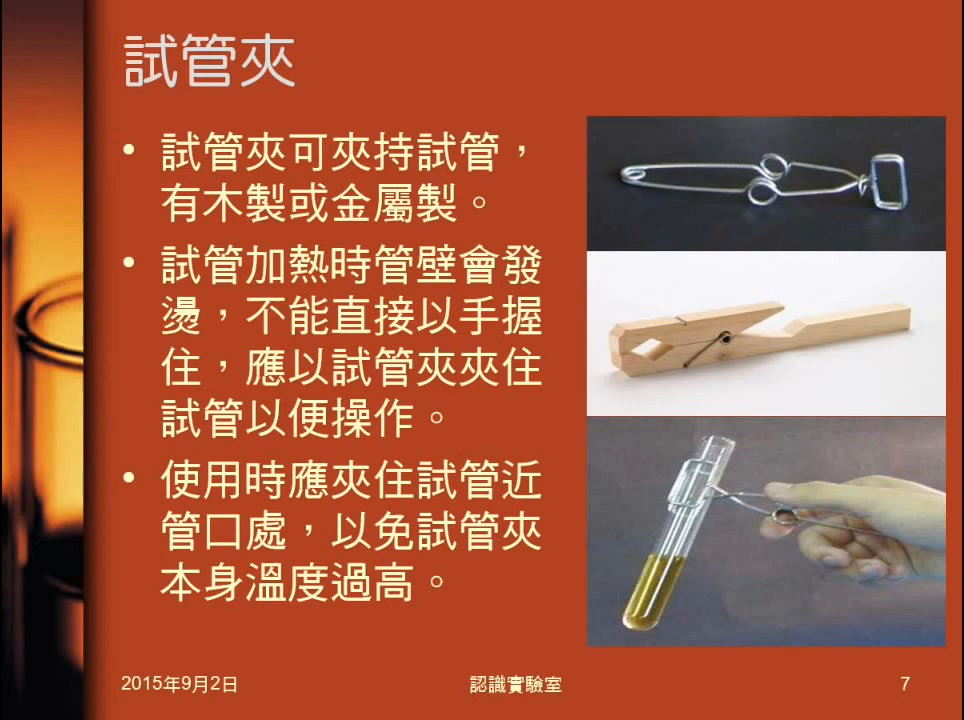 試管夾
• 試管夾可夾持試管，
有木製或金屬製。
• 試管加熱時管壁會發
燙，不能直接以手握
住，應以試管夾夾住
試管以便操作。
• 使用時應夾住試管近
管口處，以免試管夾
本身溫度過高。
2015年9月2日
認識實驗室
7